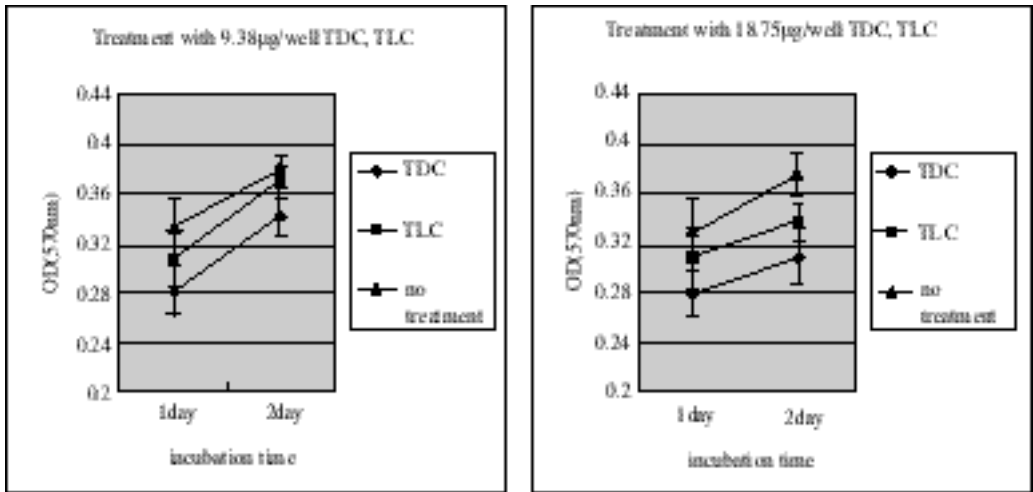 Treatment with 9.38μg/well TDC, TLC
0.44
0.4
0.36
0.32
0.28
0.24
0.2
OD(570nm)
1day
2day
incubation time
TDC
TLC
no
treatment
Treatment with 18.75μg/well TDC, TLC
0.44
0.4
0.36
0.32
0.28
0.24
0.2
OD(570nm)
1day
2day
incubation time
TDC
TLC
no
treatment